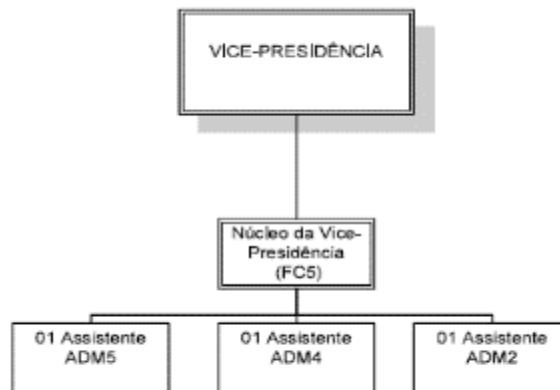 VICE-PRESIDÊNCIA
Núcleo da Vice-
Presidência
(FC5)
01 Assistente
ADM5
01 Assistente
ADM4
01 Assistente
ADM2